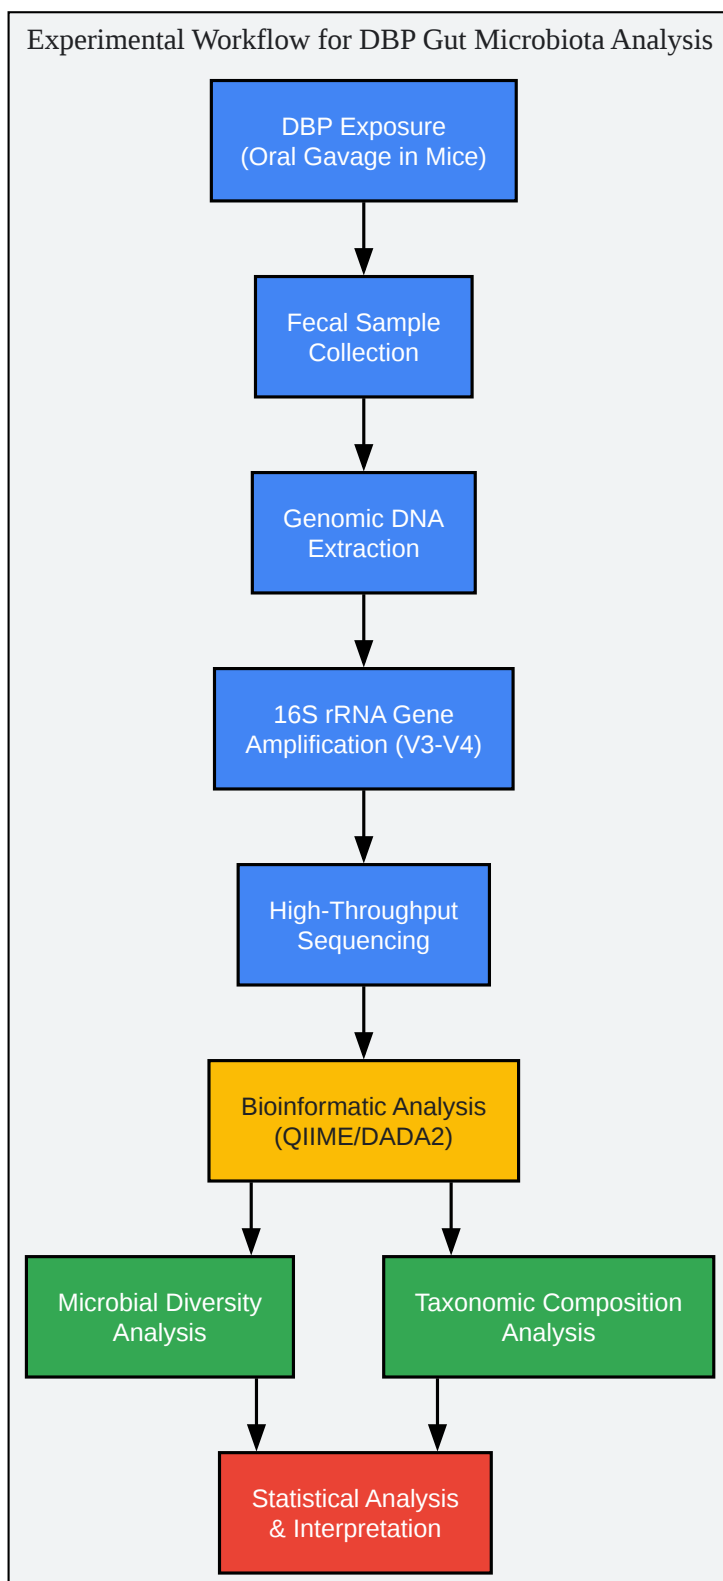 Experimental Workflow for DBP Gut Microbiota Analysis
DBP Exposure
(Oral Gavage in Mice)
Fecal Sample
Collection
Genomic DNA
Extraction
16S rRNA Gene
Amplification (V3-V4)
High-Throughput
Sequencing
Bioinformatic Analysis
(QIIME/DADA2)
Microbial Diversity
Analysis
Taxonomic Composition
Analysis
Statistical Analysis
& Interpretation